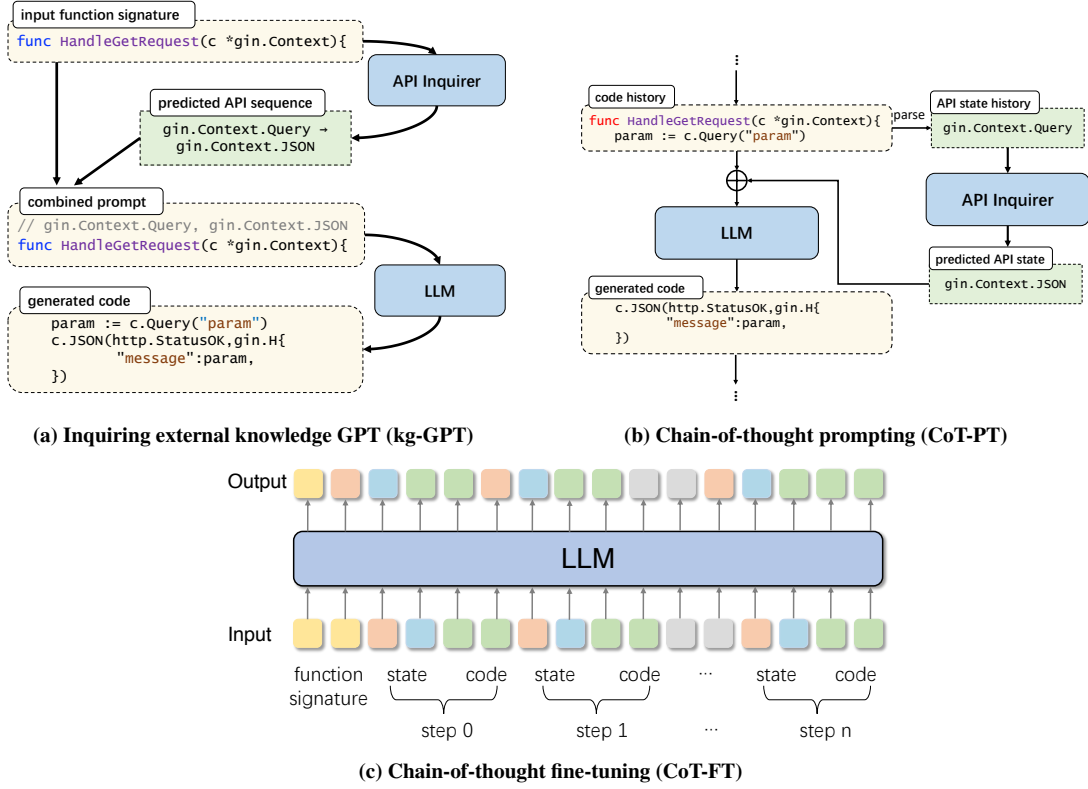 input function signature
func HandleGetRequest(c *gin.Context){
API Inquirer
predicted API sequence
gin.Context.Query →
gin.Context.JSON
combined prompt
// gin.Context.Query, gin.Context.JSON
func HandleGetRequest(c *gin.Context){
LLM
generated code
param := c.Query("param")
c.JSON(http.StatusOK,gin.H{
"message":param,
})
(a) Inquiring external knowledge GPT (kg-GPT)
...
code history
func HandleGetRequest(c *gin.Context){
param := c.Query("param")
parse
API state history
gin.Context.Query
API Inquirer
LLM
predicted API state
gin.Context.JSON
generated code
c.JSON(http.StatusOK,gin.H{
"message":param,
})
...
(b) Chain-of-thought prompting (CoT-PT)
Output
LLM
Input
function signature
state code state code ... state code
step 0 step 1 ... step n
(c) Chain-of-thought fine-tuning (CoT-FT)